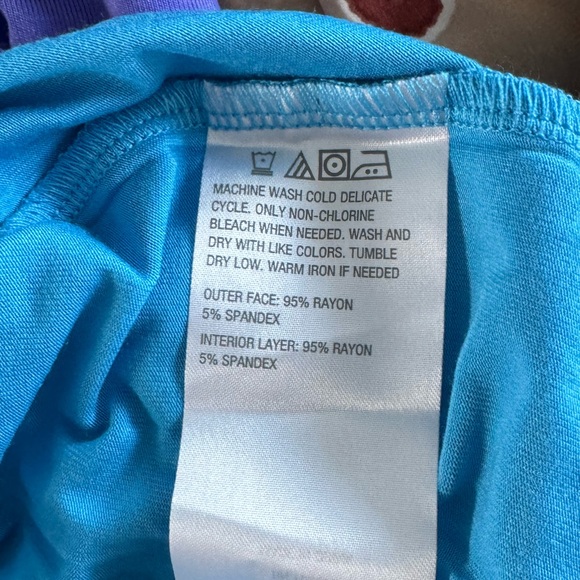 MACHINE WASH COLD DELICATE
CYCLE. ONLY NON-CHLORINE
BLEACH WHEN NEEDED. WASH AND
DRY WITH LIKE COLORS. TUMBLE
DRY LOW. WARM IRON IF NEEDED
OUTER FACE: 95% RAYON
5% SPANDEX
INTERIOR LAYER: 95% RAYON
5% SPANDEX